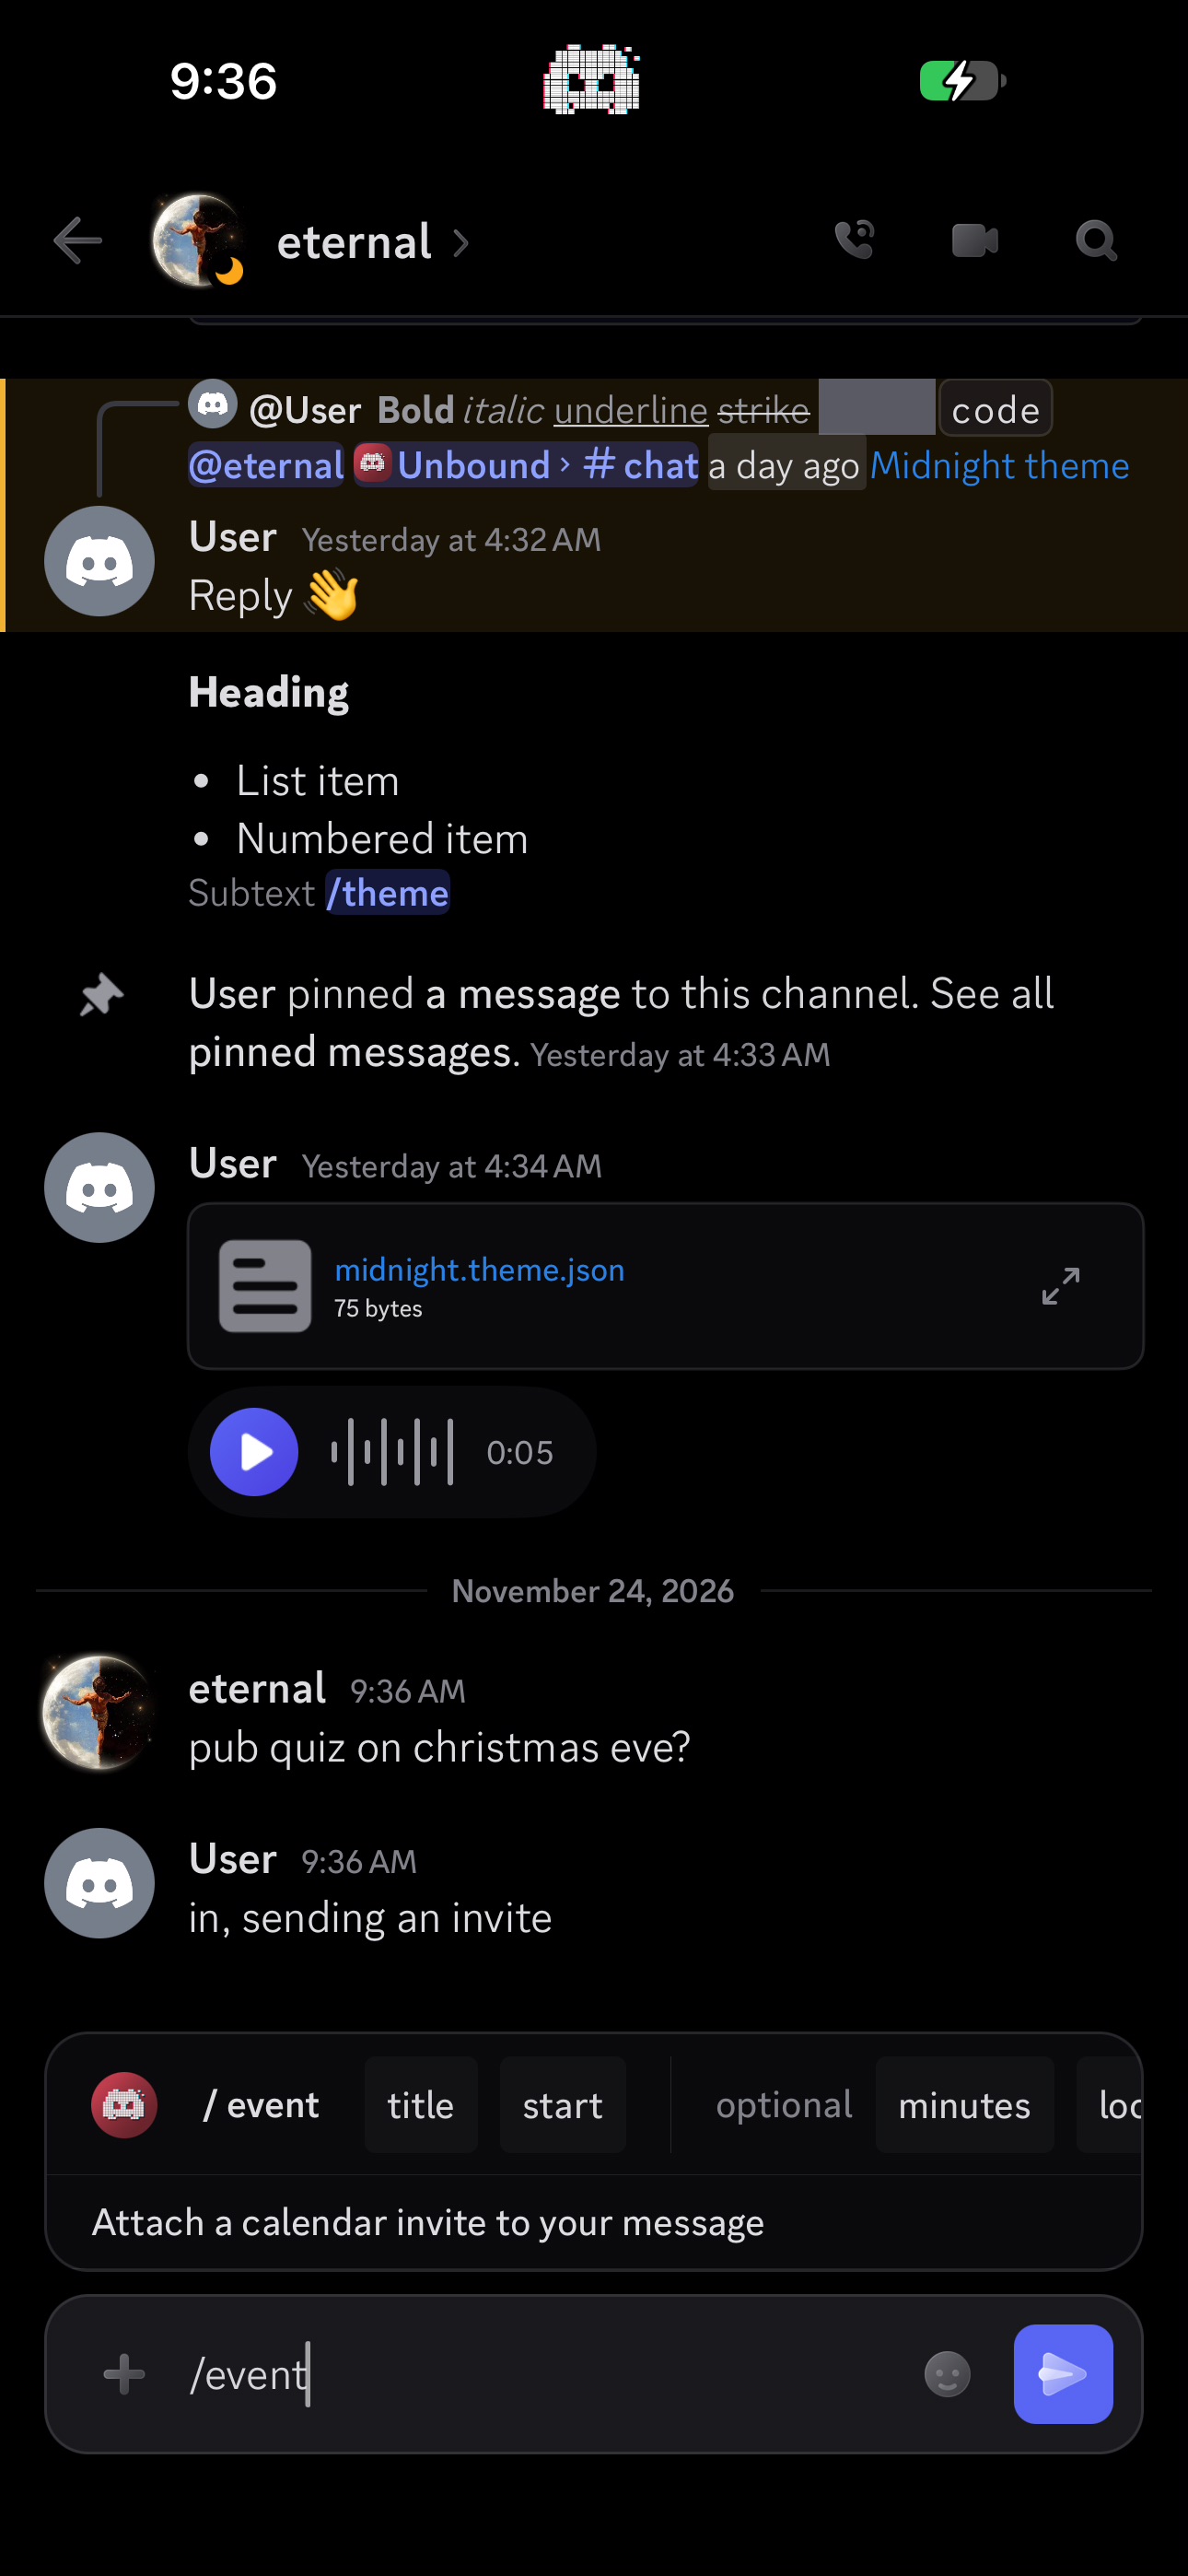 9:36
eternal
@User Bold italic underline strike code
@eternal Unbound › # chat a day ago Midnight theme
User Yesterday at 4:32 AM
Reply 👋
Heading
• List item
• Numbered item
Subtext /theme
User pinned a message to this channel. See all
pinned messages. Yesterday at 4:33 AM
User Yesterday at 4:34 AM
midnight.theme.json
75 bytes
0:05
November 24, 2026
eternal 9:36 AM
pub quiz on christmas eve?
User 9:36 AM
in, sending an invite
/ event title start optional minutes
Attach a calendar invite to your message
/event